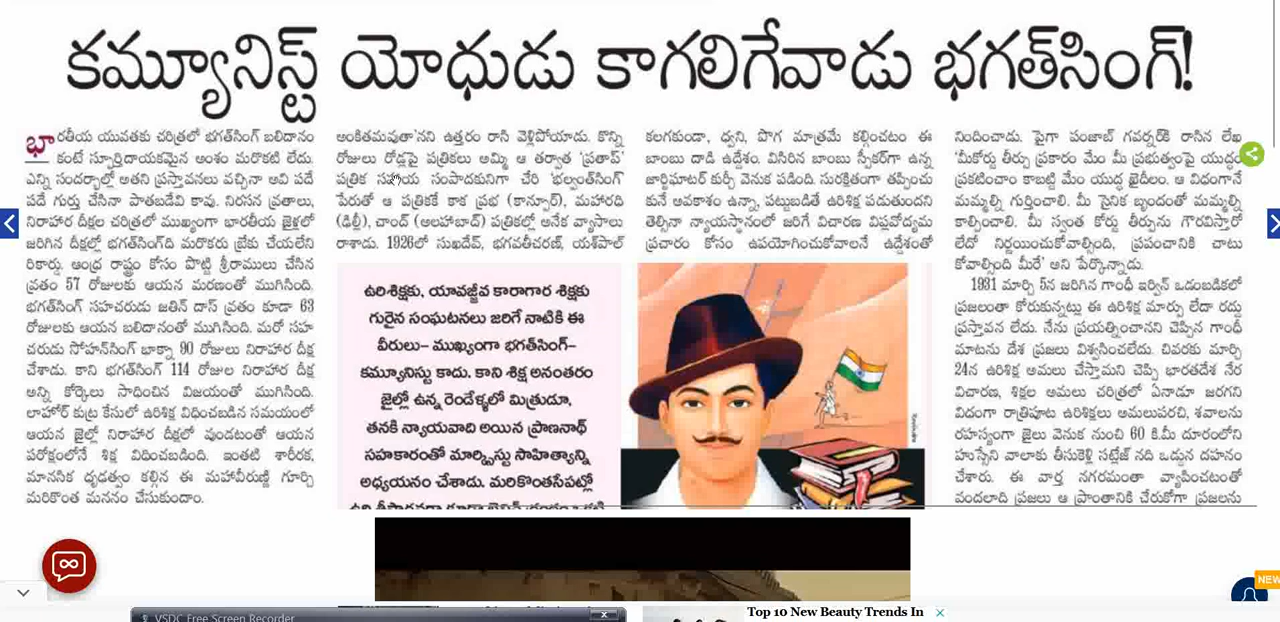 కమ్యూనిస్ట్ యోధుడు కాగలిగేవాడు భగత్‌సింగ్!
భారతీయ యువతకు చరిత్రలో భగత్‌సింగ్ బలిదానం
కంటే స్ఫూర్తిదాయకమైన అంశం మరొకటి లేదు.
ఎన్ని సందర్భాల్లో అతని ప్రస్తావనలు వచ్చినా అవి పదే
పదే గుర్తు చేసినా పాతబడేవి కావు. నిరసన వ్రతాలు,
నిరాహార దీక్షల చరిత్రలో ముఖ్యంగా భారతీయ జైళ్లలో
జరిగిన దీక్షల్లో భగత్‌సింగ్‌ది మరొకరు బ్రేకు చేయలేని
రికార్డు. ఆంధ్ర రాష్ట్రం కోసం పొట్టి శ్రీరాములు చేసిన
వ్రతం 57 రోజులకు ఆయన మరణంతో ముగిసింది.
భగత్‌సింగ్ సహచరుడు జతిన్ దాస్ వ్రతం కూడా 63
రోజులకు ఆయన బలిదానంతో ముగిసింది. మరో సహ
చరుడు సోహన్‌సింగ్ భాక్నా 90 రోజులు నిరాహార దీక్ష
చేశాడు. కాని భగత్‌సింగ్ 114 రోజుల నిరాహార దీక్ష
అన్ని కోర్కెలు సాధించిన విజయంతో ముగిసింది.
లాహోర్ కుట్ర కేసులో ఉరిశిక్ష విధించబడిన సమయంలో
ఆయన జైల్లో నిరాహార దీక్షలో వుండటంతో ఆయన
పరోక్షంలోనే శిక్ష విధించబడింది. ఇంతటి శారీరక,
మానసిక దృఢత్వం కల్గిన ఈ మహావీరుణ్ణి గూర్చి
మరికొంత మననం చేసుకుందాం.
అంకితమవుతా'నని ఉత్తరం రాసి వెళ్లిపోయాడు. కొన్ని
రోజులు రోడ్లపై పత్రికలు అమ్మి ఆ తర్వాత 'ప్రతాప్'
పత్రిక సహాయ సంపాదకునిగా చేరి 'భల్వంత్‌సింగ్'
పేరుతో ఆ పత్రికకే కాక ప్రభ (కాన్పూర్), మహారథి
(ఢిల్లీ), చాంద్ (అలహాబాద్) పత్రికల్లో అనేక వ్యాసాలు
రాశాడు. 1926లో సుఖదేవ్, భగవతీచరణ్, యశ్‌పాల్
ఉరిశిక్షకు, యావజ్జీవ కారాగార శిక్షకు
గురైన సంఘటనలు జరిగే నాటికి ఈ
వీరులు– ముఖ్యంగా భగత్‌సింగ్–
కమ్యూనిస్టు కాదు. కాని శిక్ష అనంతరం
జైల్లో ఉన్న రెండేళ్లలో మిత్రుడూ,
తనకి న్యాయవాది అయిన ప్రాణనాథ్
సహకారంతో మార్క్సిస్టు సాహిత్యాన్ని
అధ్యయనం చేశాడు. మరికొంతసేపట్లో
కలగకుండా, ధ్వని, పొగ మాత్రమే కల్గించటం ఈ
బాంబు దాడి ఉద్దేశం. విసిరిన బాంబు స్పీకర్‌గా ఉన్న
జార్జిషూటర్ కుర్చీ వెనుక పడింది. సురక్షితంగా తప్పించు
కునే అవకాశం ఉన్నా, పట్టుబడితే ఉరిశిక్ష పడుతుందని
తెల్సినా న్యాయస్థానంలో జరిగే విచారణ విప్లవోద్యమ
ప్రచారం కోసం ఉపయోగించుకోవాలనే ఉద్దేశంతో
నిందించాడు. పైగా పంజాబ్ గవర్నర్‌కి రాసిన లేఖ
'మీకోర్టు తీర్పు ప్రకారం మేం మీ ప్రభుత్వంపై యుద్ధం
ప్రకటించాం కాబట్టి మేం యుద్ధ ఖైదీలం. ఆ విధంగానే
మమ్మల్ని గుర్తించాలి. మీ సైనిక బృందంతో మమ్మల్ని
కాల్పించాలి. మీ స్వంత కోర్టు తీర్పును గౌరవిస్తారో
లేదో నిర్ణయించుకోవాల్సింది, ప్రపంచానికి చాటు
కోవాల్సింది మీరే' అని పేర్కొన్నాడు.
1931 మార్చి 5న జరిగిన గాంధీ ఇర్విన్ ఒడంబడికలో
ప్రజలంతా కోరుకున్నట్టు ఈ ఉరిశిక్ష మార్పు లేదా రద్దు
ప్రస్తావన లేదు. నేను ప్రయత్నించానని చెప్పిన గాంధీ
మాటను దేశ ప్రజలు విశ్వసించలేదు. చివరకు మార్చి
24న ఉరిశిక్ష అమలు చేస్తామని చెప్పి భారతదేశ నేర
విచారణ, శిక్షల అమలు చరిత్రలో ఏనాడూ జరగని
విదంగా రాత్రిపూట ఉరిశిక్షలు అమలుపరచి, శవాలను
రహస్యంగా జైలు వెనుక నుంచి 60 కి.మీ దూరంలోని
హుస్సేని వాలాకు తీసుకెళ్లి సట్లేజ్ నది ఒడ్డున దహనం
చేశారు. ఈ వార్త నగరమంతా వ్యాపించటంతో
వందలాది ప్రజలు ఆ ప్రాంతానికి చేరుకోగా ప్రజలను
NEW
VSDC Free Screen Recorder
Top 10 New Beauty Trends In